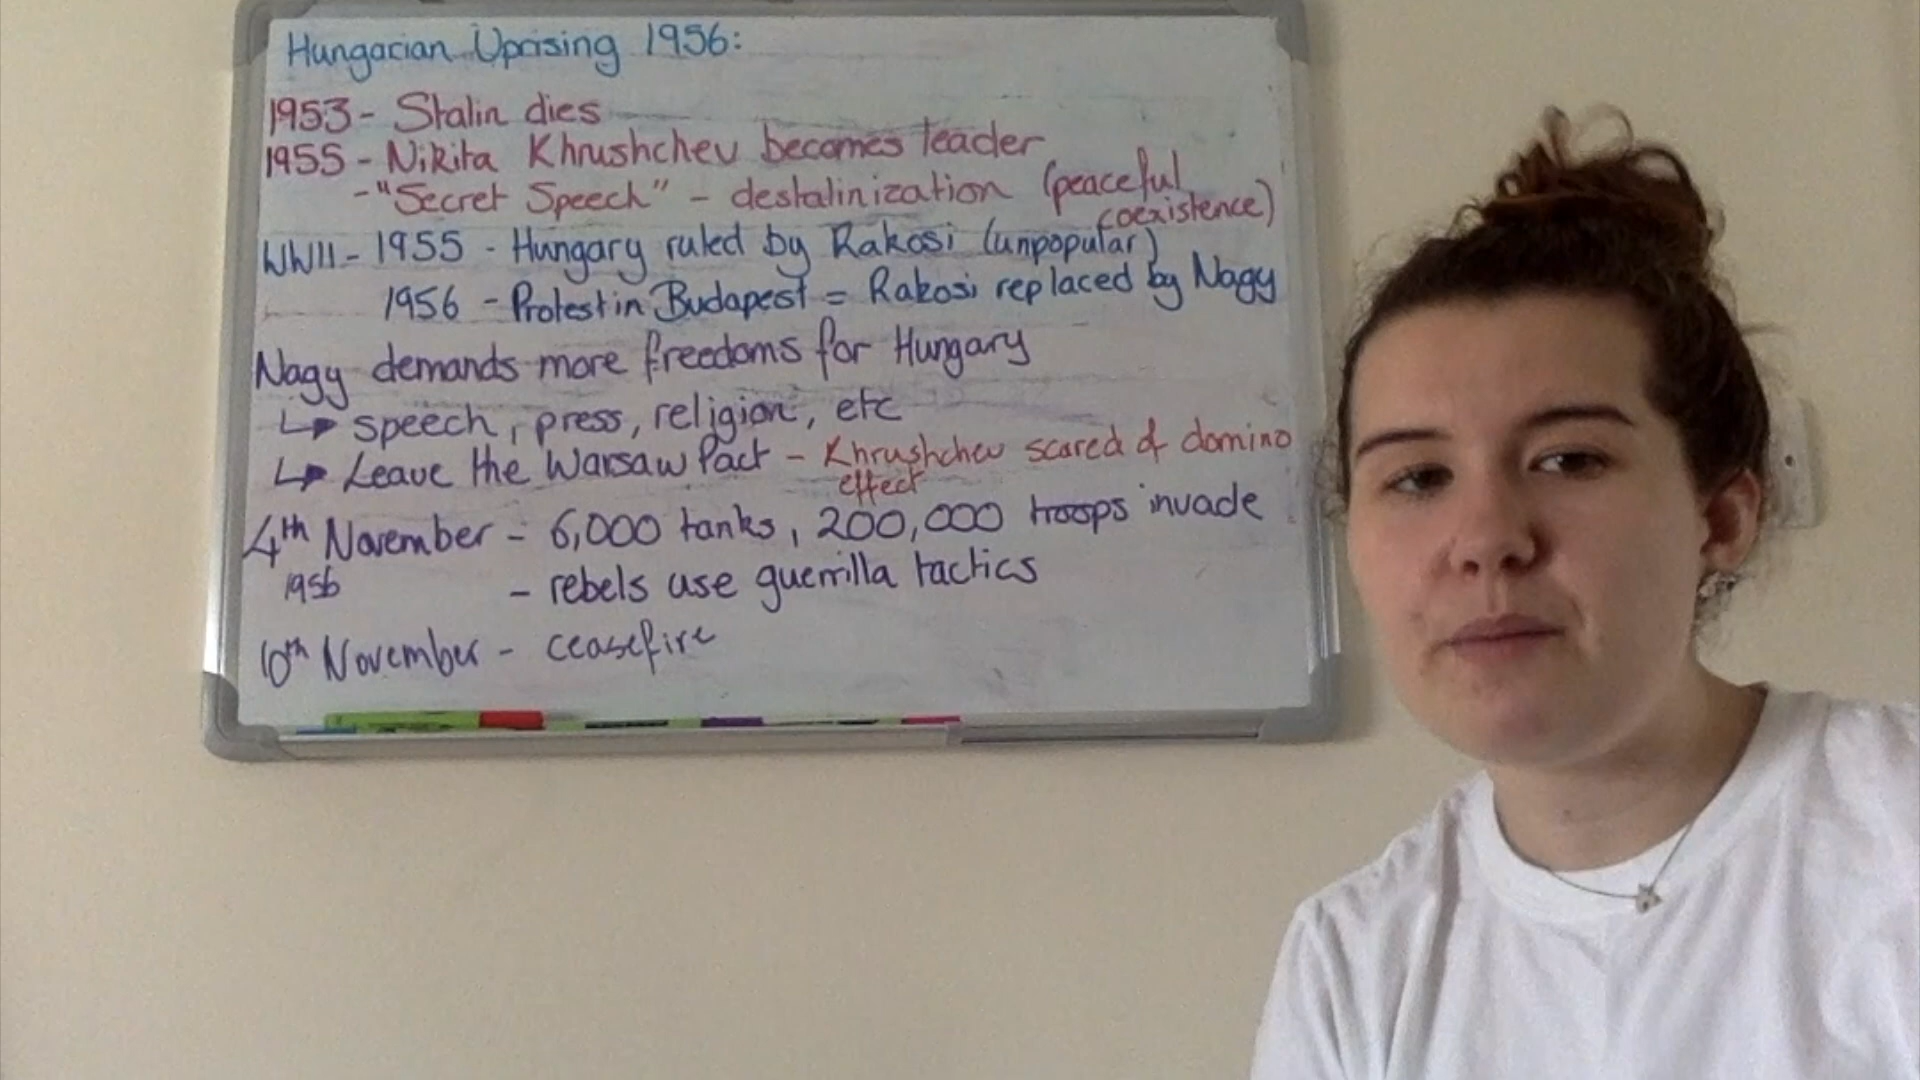 Hungarian Uprising 1956:
1953 - Stalin dies
1955 - Nikita Khrushchev becomes leader
- "Secret Speech" - destalinization (peaceful
coexistence)
WWII - 1955 - Hungary ruled by Rakosi (unpopular)
1956 - Protest in Budapest = Rakosi replaced by Nagy
Nagy demands more freedoms for Hungary
↳ speech, press, religion, etc
↳ Leave the Warsaw Pact - Khrushchev scared of domino
effect
4th November - 6,000 tanks, 200,000 troops invade
1956 - rebels use guerrilla tactics
10th November - ceasefire